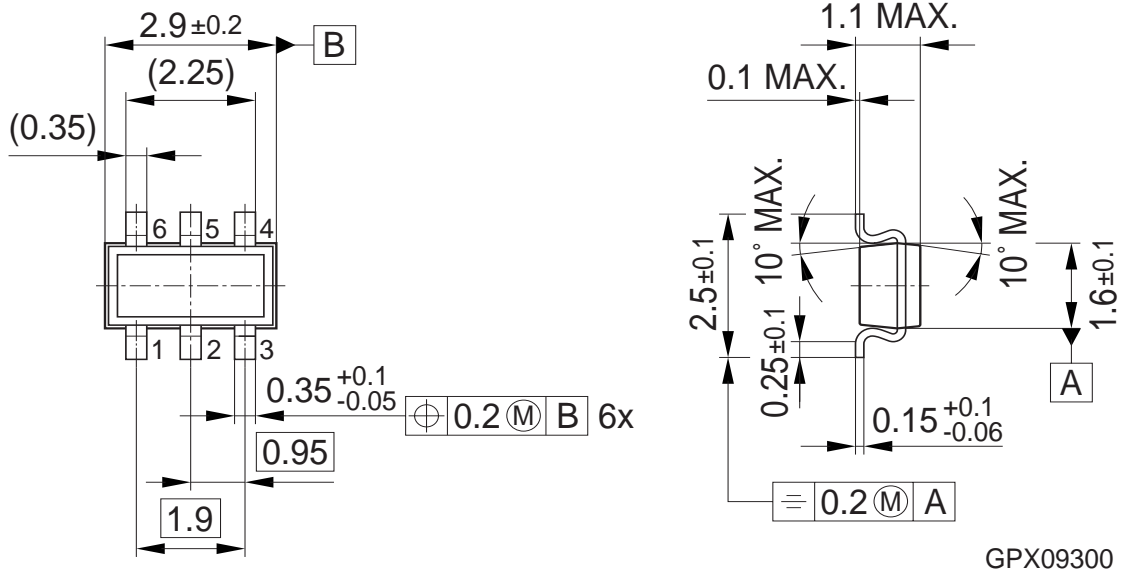 2.9 ±0.2
B
(2.25)
(0.35)
6 5 4
1 2 3
0.35 +0.1 -0.05
⌖ 0.2 Ⓜ B 6x
0.95
1.9
1.1 MAX.
0.1 MAX.
10° MAX.
10° MAX.
2.5±0.1
0.25±0.1
1.6±0.1
A
0.15 +0.1 -0.06
⌯ 0.2 Ⓜ A
GPX09300